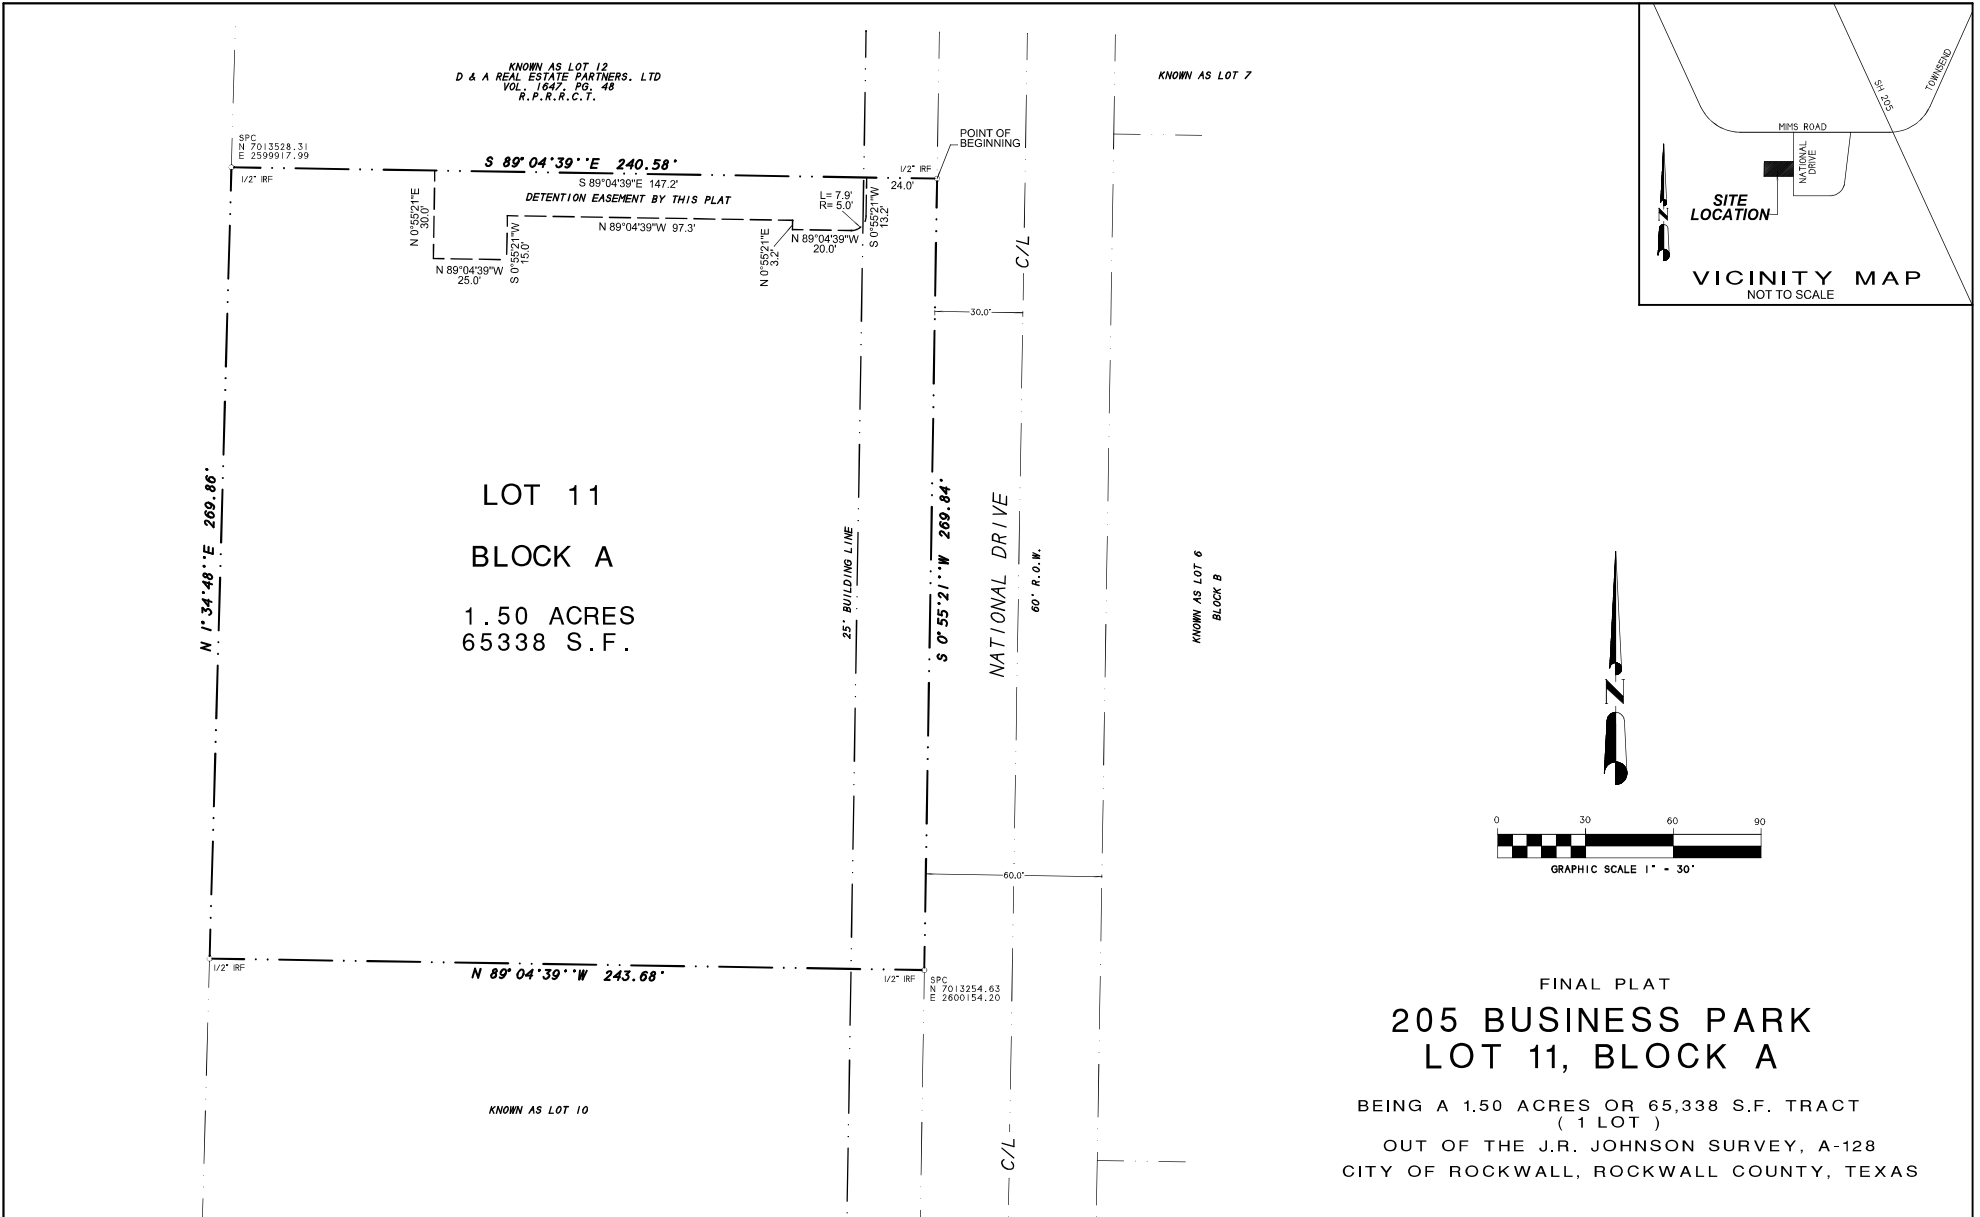 KNOWN AS LOT 12
D & A REAL ESTATE PARTNERS, LTD
VOL. 1647, PG. 48
R.P.R.R.C.T.
KNOWN AS LOT 7
SPC
N 7013528.31
E 2599917.99
1/2" IRF
S 89°04'39''E 240.58'
1/2" IRF
POINT OF
BEGINNING
S 89°04'39"E 147.2'
24.0'
DETENTION EASEMENT BY THIS PLAT
L= 7.9'
R= 5.0'
N 0°55'21"E
30.0'
N 89°04'39"W
25.0'
S 0°55'21"W
15.0'
N 89°04'39"W 97.3'
N 0°55'21"E
3.2'
N 89°04'39"W
20.0'
S 0°55'21"W
13.2'
C/L
30.0'
N 1°34'48''E 269.86'
LOT 11
BLOCK A
1.50 ACRES
65338 S.F.
25' BUILDING LINE
S 0°55'21''W 269.84'
NATIONAL DRIVE
60' R.O.W.
KNOWN AS LOT 6
BLOCK B
60.0'
1/2" IRF
N 89°04'39''W 243.68'
1/2" IRF
SPC
N 7013254.63
E 2600154.20
KNOWN AS LOT 10
C/L
SH 205
TOWNSEND
MIMS ROAD
NATIONAL
DRIVE
SITE
LOCATION
N
VICINITY MAP
NOT TO SCALE
N
0 30 60 90
GRAPHIC SCALE 1" = 30'
FINAL PLAT
205 BUSINESS PARK
LOT 11, BLOCK A
BEING A 1.50 ACRES OR 65,338 S.F. TRACT
( 1 LOT )
OUT OF THE J.R. JOHNSON SURVEY, A-128
CITY OF ROCKWALL, ROCKWALL COUNTY, TEXAS